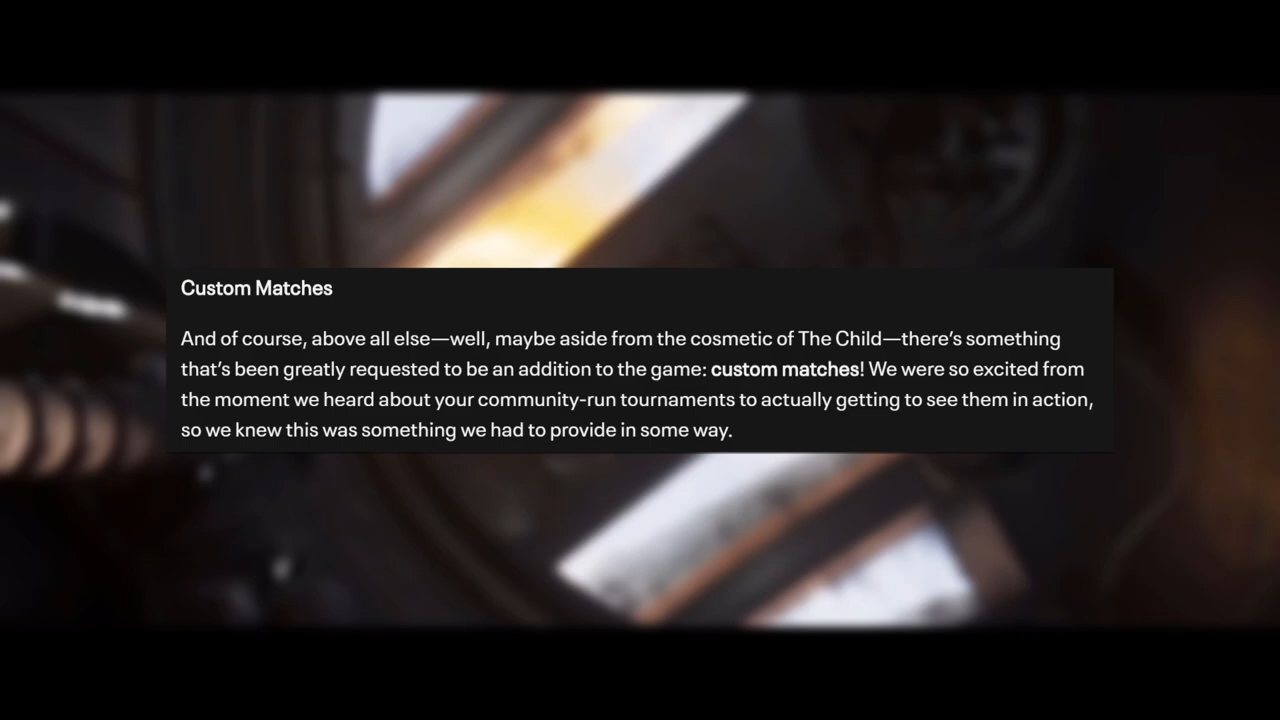 Custom Matches
And of course, above all else—well, maybe aside from the cosmetic of The Child—there's something
that's been greatly requested to be an addition to the game: custom matches! We were so excited from
the moment we heard about your community-run tournaments to actually getting to see them in action,
so we knew this was something we had to provide in some way.